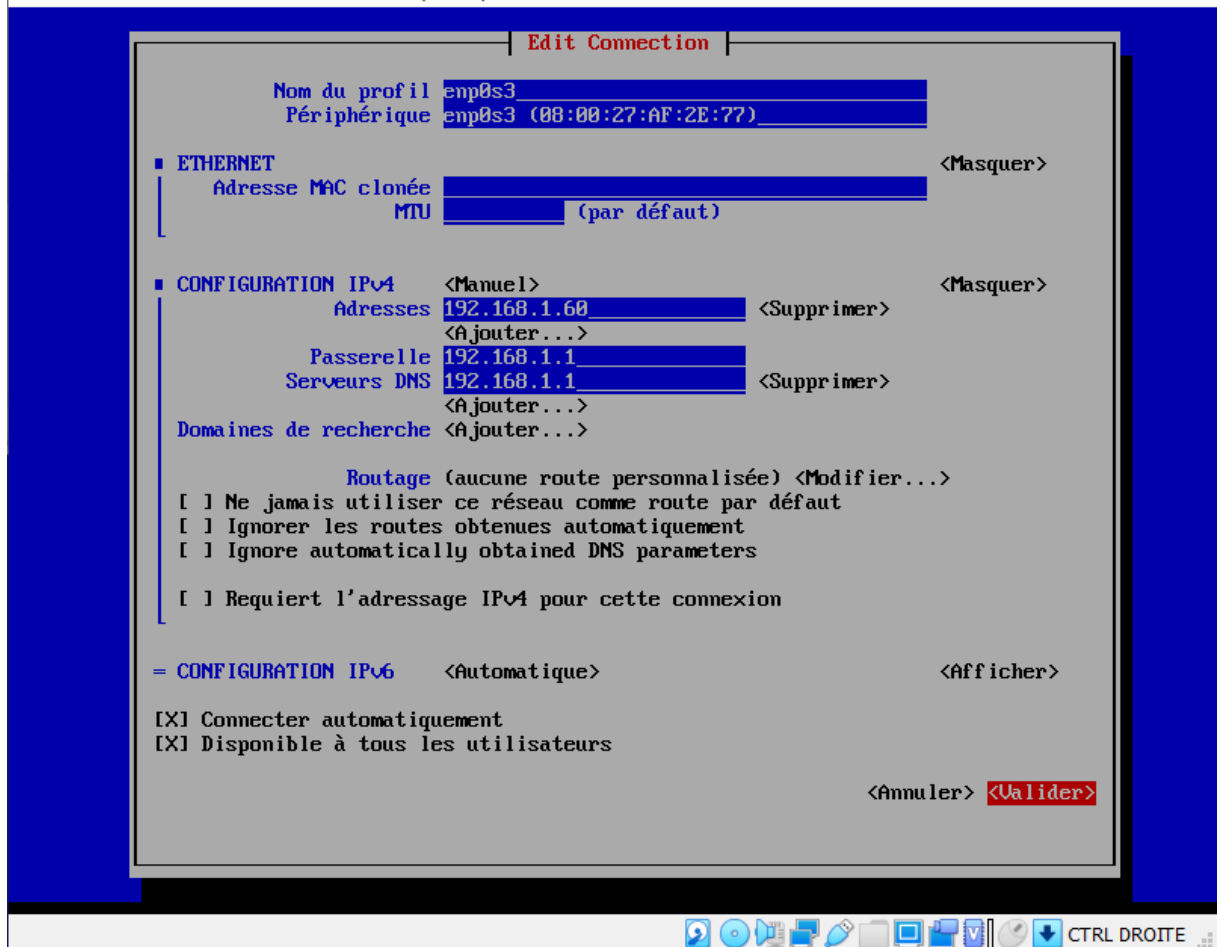 Edit Connection
Nom du profil enp0s3
Périphérique enp0s3 (08:00:27:AF:2E:77)
ETHERNET <Masquer>
Adresse MAC clonée
MTU (par défaut)
CONFIGURATION IPv4 <Manuel> <Masquer>
Adresses 192.168.1.60 <Supprimer>
<Ajouter...>
Passerelle 192.168.1.1
Serveurs DNS 192.168.1.1 <Supprimer>
<Ajouter...>
Domaines de recherche <Ajouter...>
Routage (aucune route personnalisée) <Modifier...>
[ ] Ne jamais utiliser ce réseau comme route par défaut
[ ] Ignorer les routes obtenues automatiquement
[ ] Ignore automatically obtained DNS parameters
[ ] Requiert l'adressage IPv4 pour cette connexion
= CONFIGURATION IPv6 <Automatique> <Afficher>
[X] Connecter automatiquement
[X] Disponible à tous les utilisateurs
<Annuler> <Valider>
CTRL DROITE